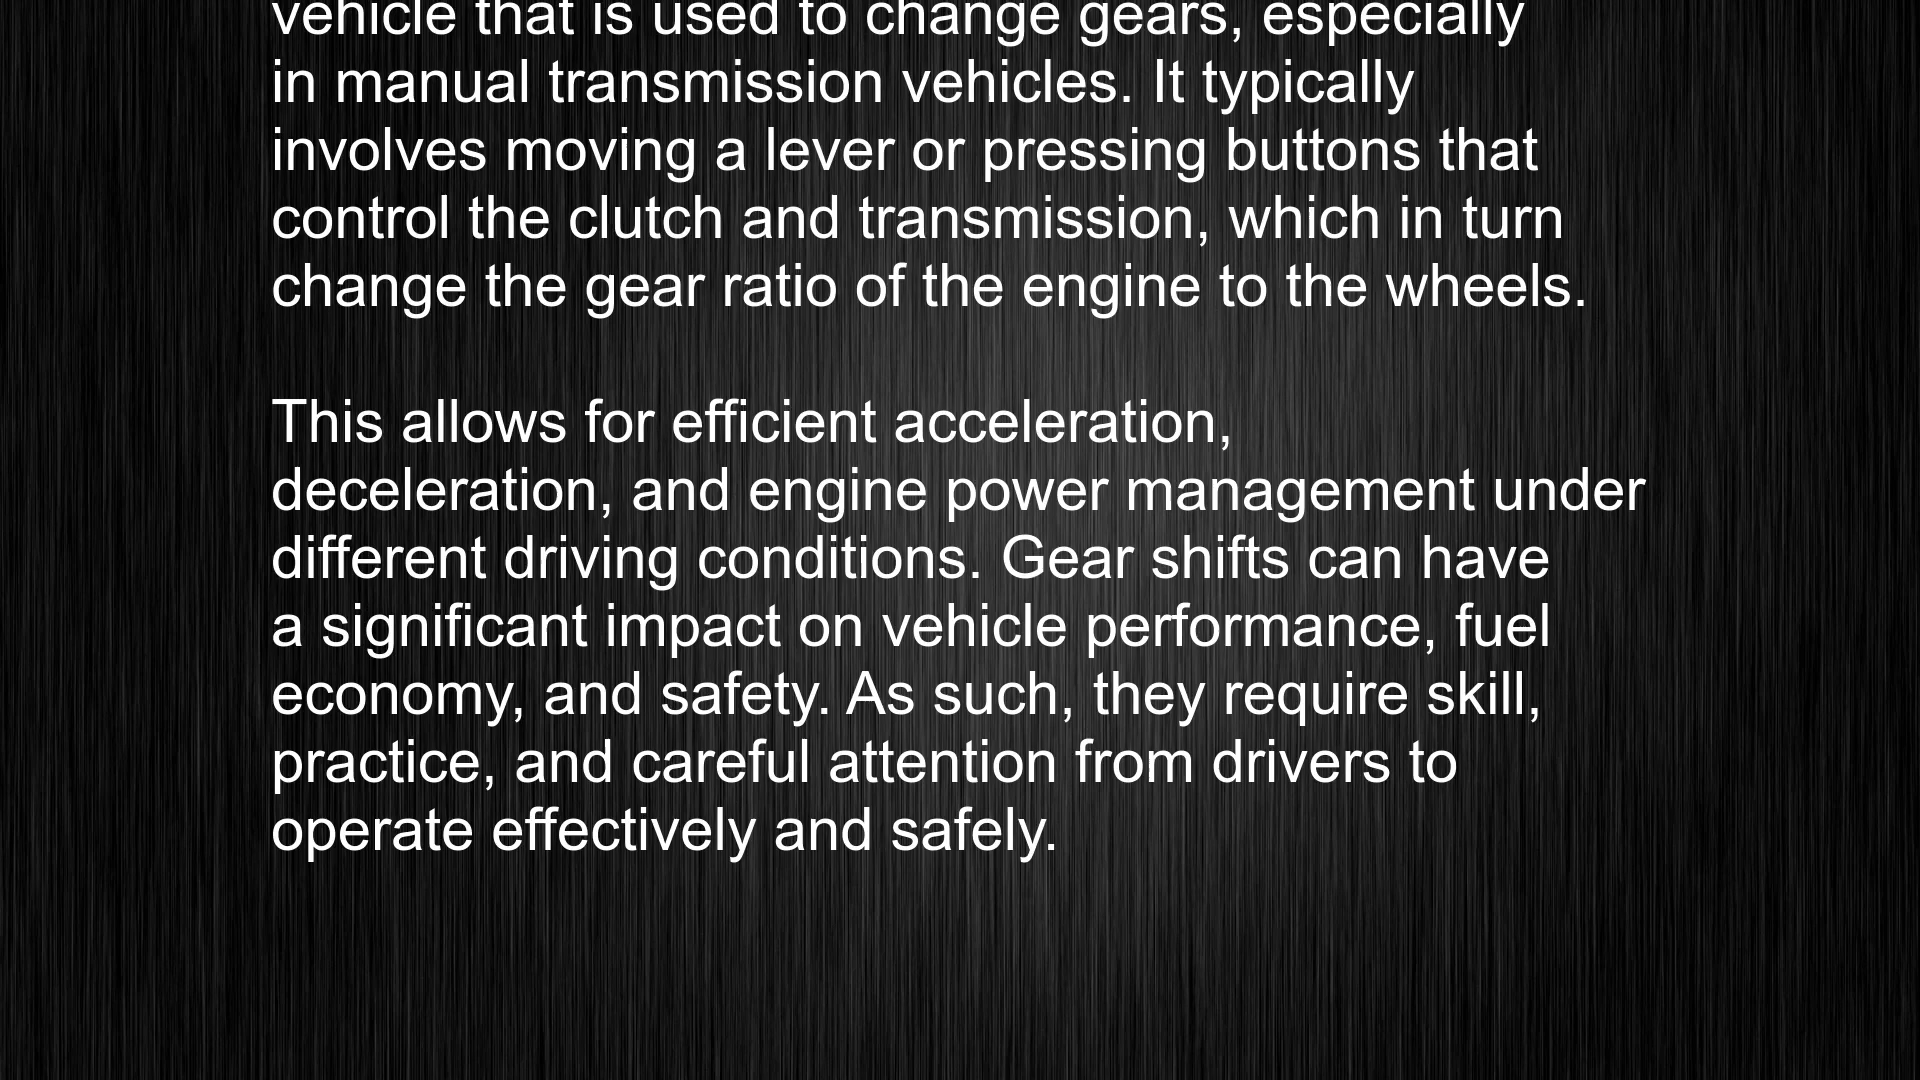 vehicle that is used to change gears, especially
in manual transmission vehicles. It typically
involves moving a lever or pressing buttons that
control the clutch and transmission, which in turn
change the gear ratio of the engine to the wheels.
This allows for efficient acceleration,
deceleration, and engine power management under
different driving conditions. Gear shifts can have
a significant impact on vehicle performance, fuel
economy, and safety. As such, they require skill,
practice, and careful attention from drivers to
operate effectively and safely.